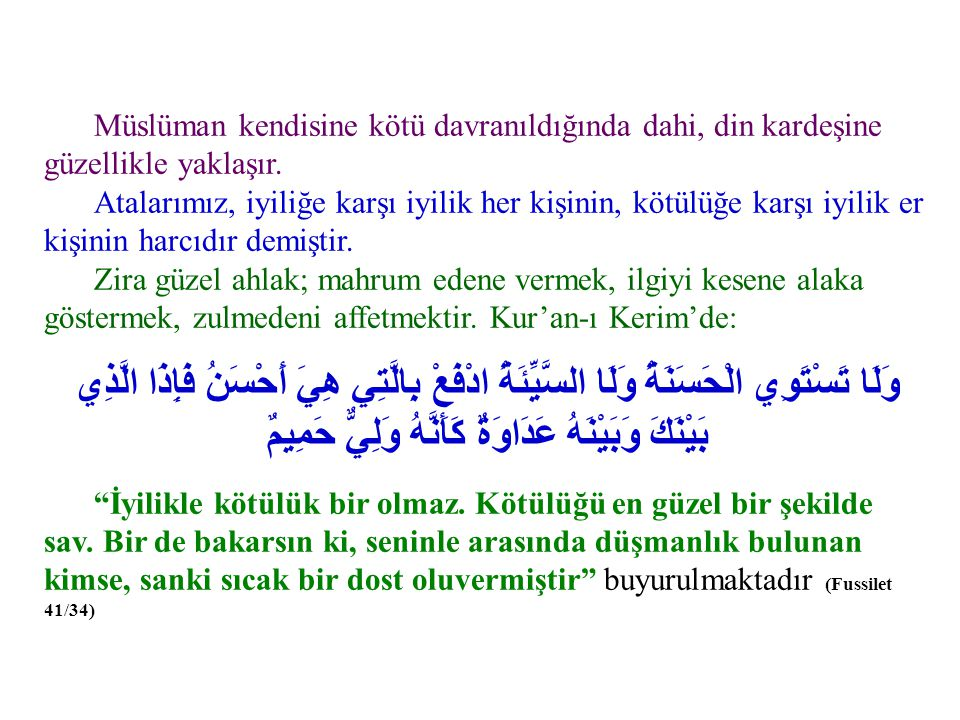 Müslüman kendisine kötü davranıldığında dahi, din kardeşine
güzellikle yaklaşır.
Atalarımız, iyiliğe karşı iyilik her kişinin, kötülüğe karşı iyilik er
kişinin harcıdır demiştir.
Zira güzel ahlak; mahrum edene vermek, ilgiyi kesene alaka
göstermek, zulmedeni affetmektir. Kur’an-ı Kerim’de:
وَلَا تَسْتَوِي الْحَسَنَةُ وَلَا السَّيِّئَةُ ادْفَعْ بِالَّتِي هِيَ أَحْسَنُ فَإِذَا الَّذِي
بَيْنَكَ وَبَيْنَهُ عَدَاوَةٌ كَأَنَّهُ وَلِيٌّ حَمِيمٌ
“İyilikle kötülük bir olmaz. Kötülüğü en güzel bir şekilde
sav. Bir de bakarsın ki, seninle arasında düşmanlık bulunan
kimse, sanki sıcak bir dost oluvermiştir” buyurulmaktadır (Fussilet
41/34)